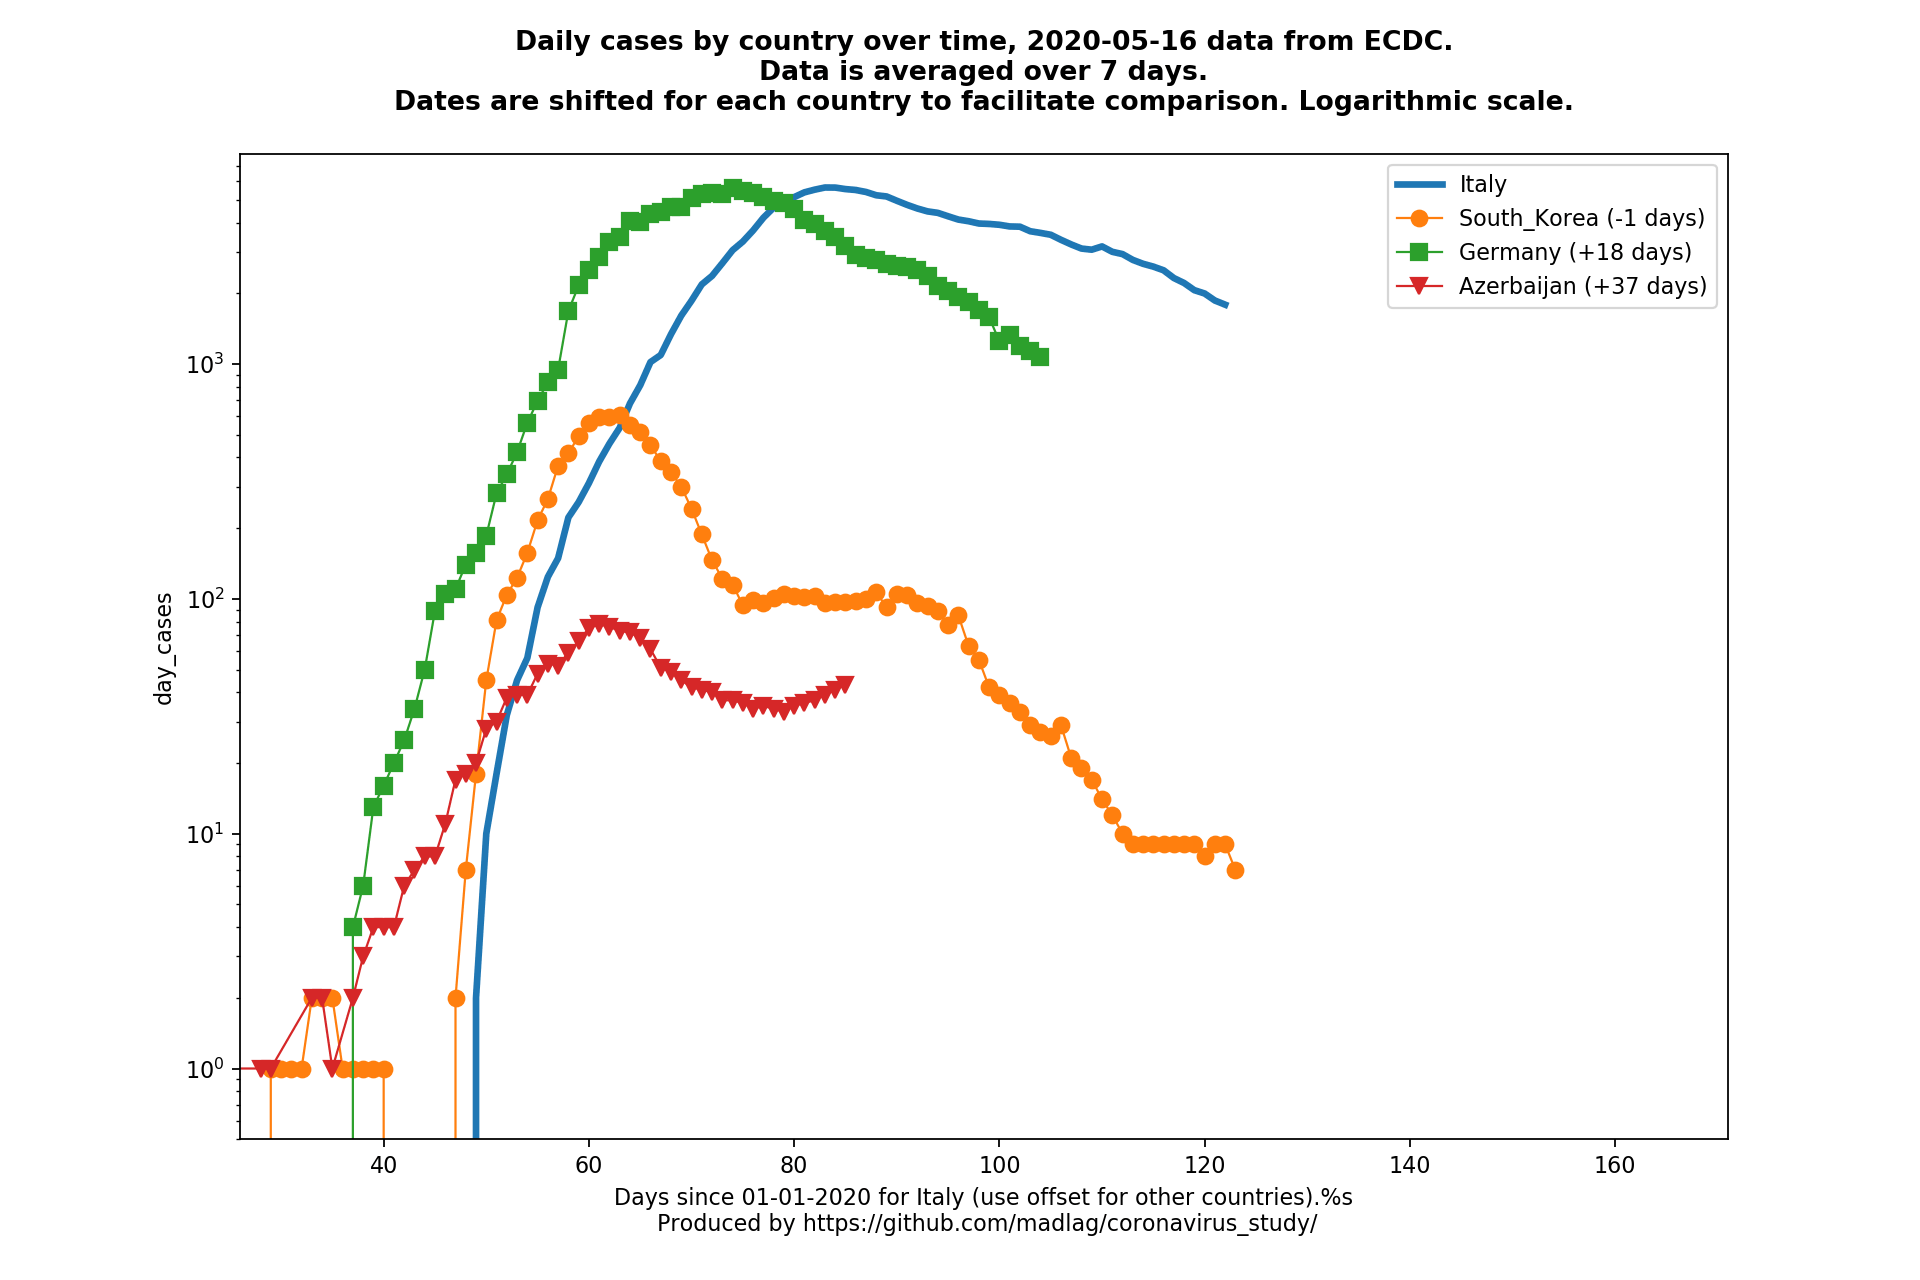 Daily cases by country over time, 2020-05-16 data from ECDC.
Data is averaged over 7 days.
Dates are shifted for each country to facilitate comparison. Logarithmic scale.
Italy
South_Korea (-1 days)
Germany (+18 days)
Azerbaijan (+37 days)
day_cases
10³
10²
10¹
10⁰
40 60 80 100 120 140 160
Days since 01-01-2020 for Italy (use offset for other countries).%s
Produced by https://github.com/madlag/coronavirus_study/